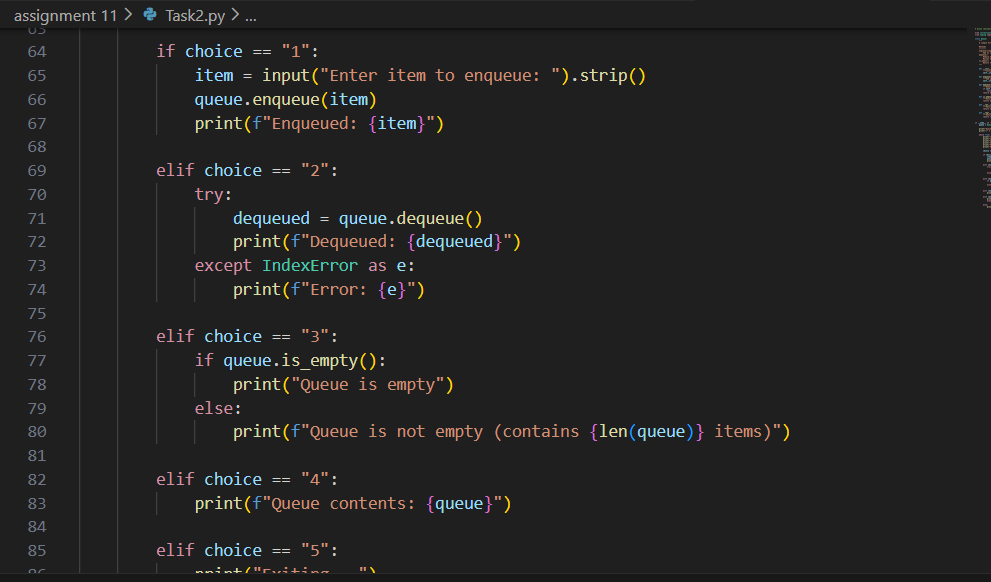 assignment 11 > Task2.py > ...
63
64 if choice == "1":
65 item = input("Enter item to enqueue: ").strip()
66 queue.enqueue(item)
67 print(f"Enqueued: {item}")
68
69 elif choice == "2":
70 try:
71 dequeued = queue.dequeue()
72 print(f"Dequeued: {dequeued}")
73 except IndexError as e:
74 print(f"Error: {e}")
75
76 elif choice == "3":
77 if queue.is_empty():
78 print("Queue is empty")
79 else:
80 print(f"Queue is not empty (contains {len(queue)} items)")
81
82 elif choice == "4":
83 print(f"Queue contents: {queue}")
84
85 elif choice == "5":
86 print("Exiting...")